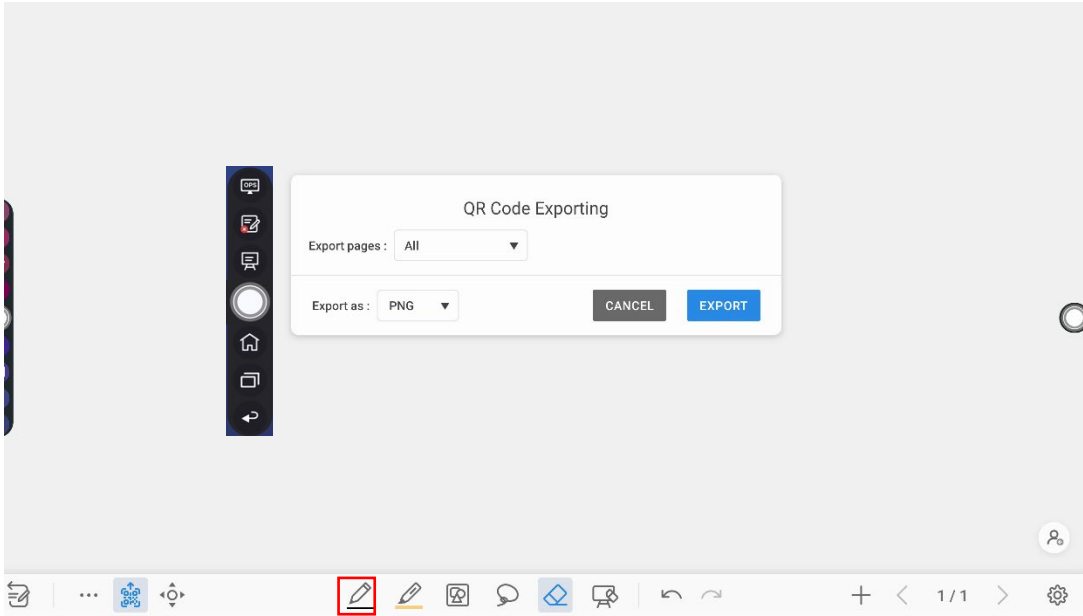 OPS
QR Code Exporting
Export pages : All
Export as : PNG
CANCEL
EXPORT
1 / 1